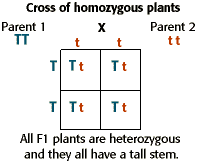 Cross of homozygous plants
Parent 1 X Parent 2
TT tt
t t
T Tt Tt
T Tt Tt
All F1 plants are heterozygous
and they all have a tall stem.